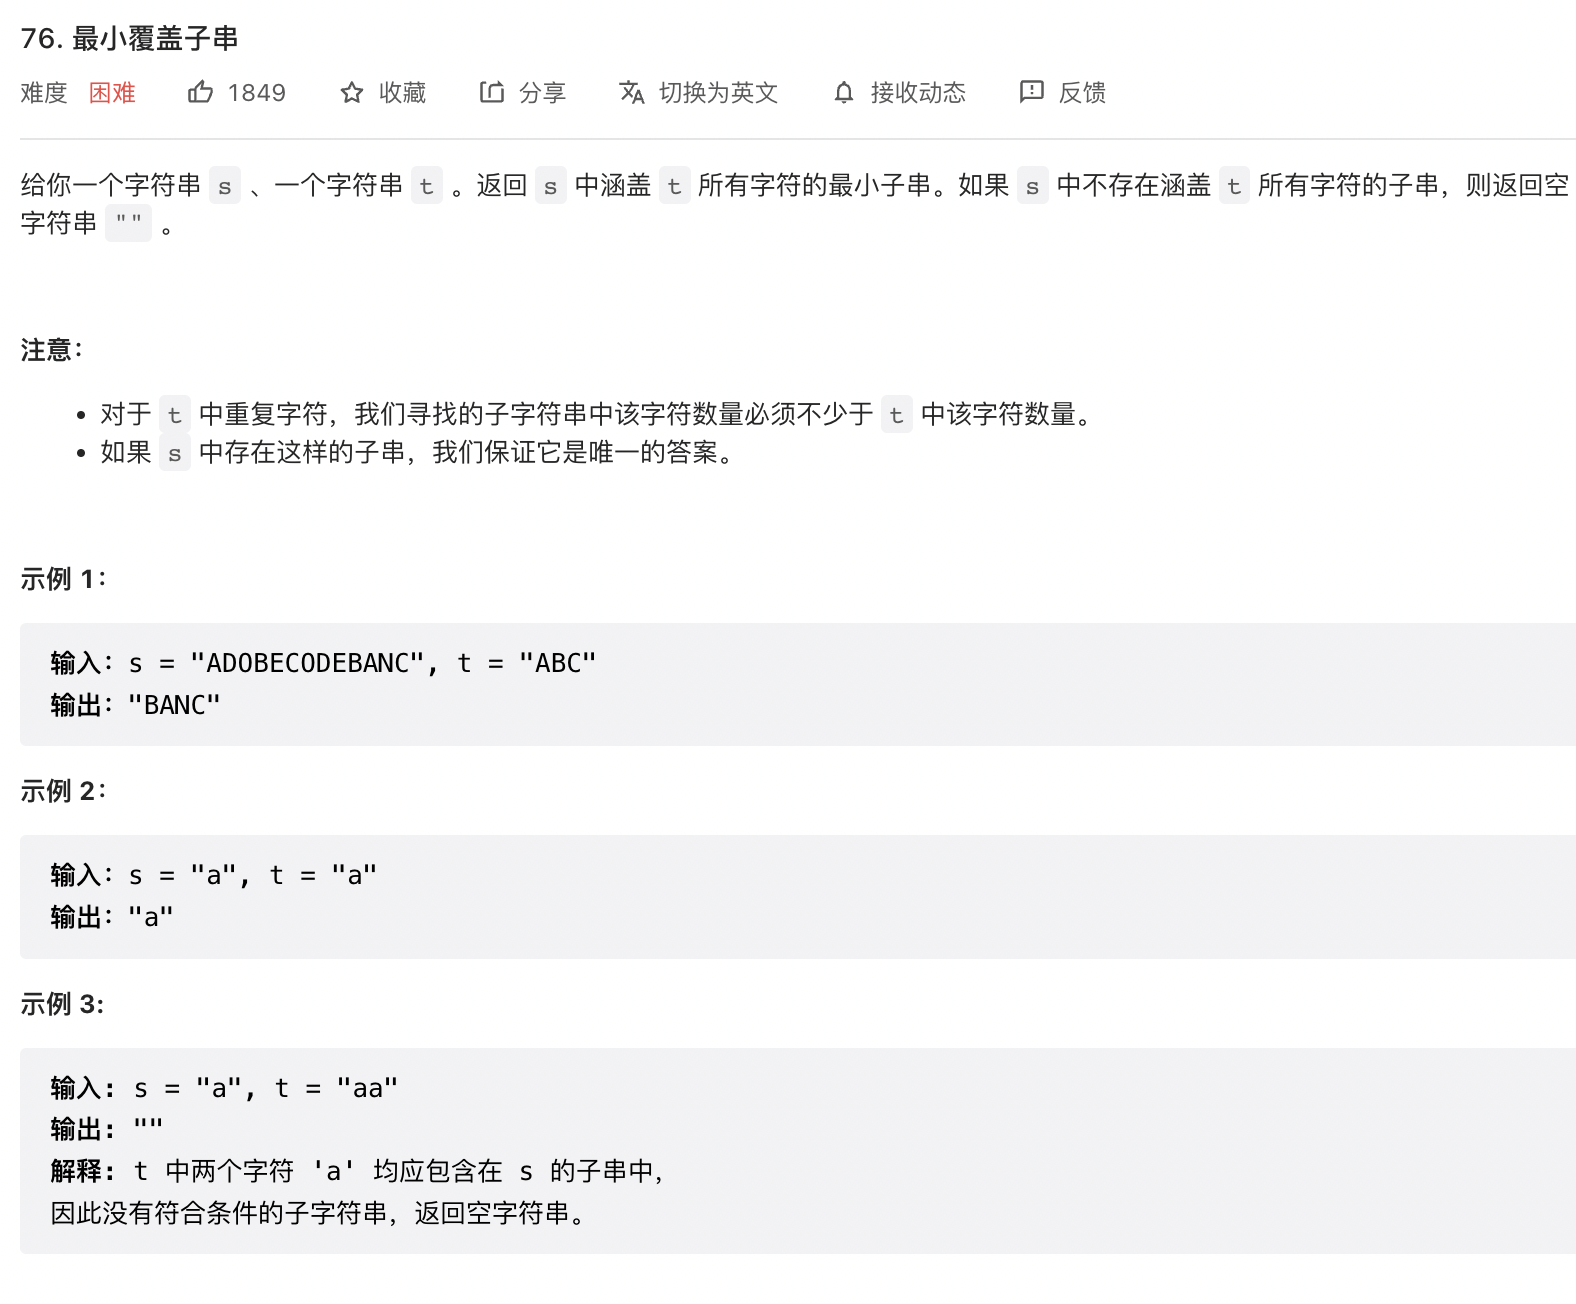 76. 最小覆盖子串
难度 困难 1849 收藏 分享 切换为英文 接收动态 反馈
给你一个字符串 s 、一个字符串 t 。返回 s 中涵盖 t 所有字符的最小子串。如果 s 中不存在涵盖 t 所有字符的子串，则返回空
字符串 "" 。
注意：
• 对于 t 中重复字符，我们寻找的子字符串中该字符数量必须不少于 t 中该字符数量。
• 如果 s 中存在这样的子串，我们保证它是唯一的答案。
示例 1：
输入：s = "ADOBECODEBANC", t = "ABC"
输出："BANC"
示例 2：
输入：s = "a", t = "a"
输出："a"
示例 3:
输入: s = "a", t = "aa"
输出: ""
解释: t 中两个字符 'a' 均应包含在 s 的子串中，
因此没有符合条件的子字符串，返回空字符串。